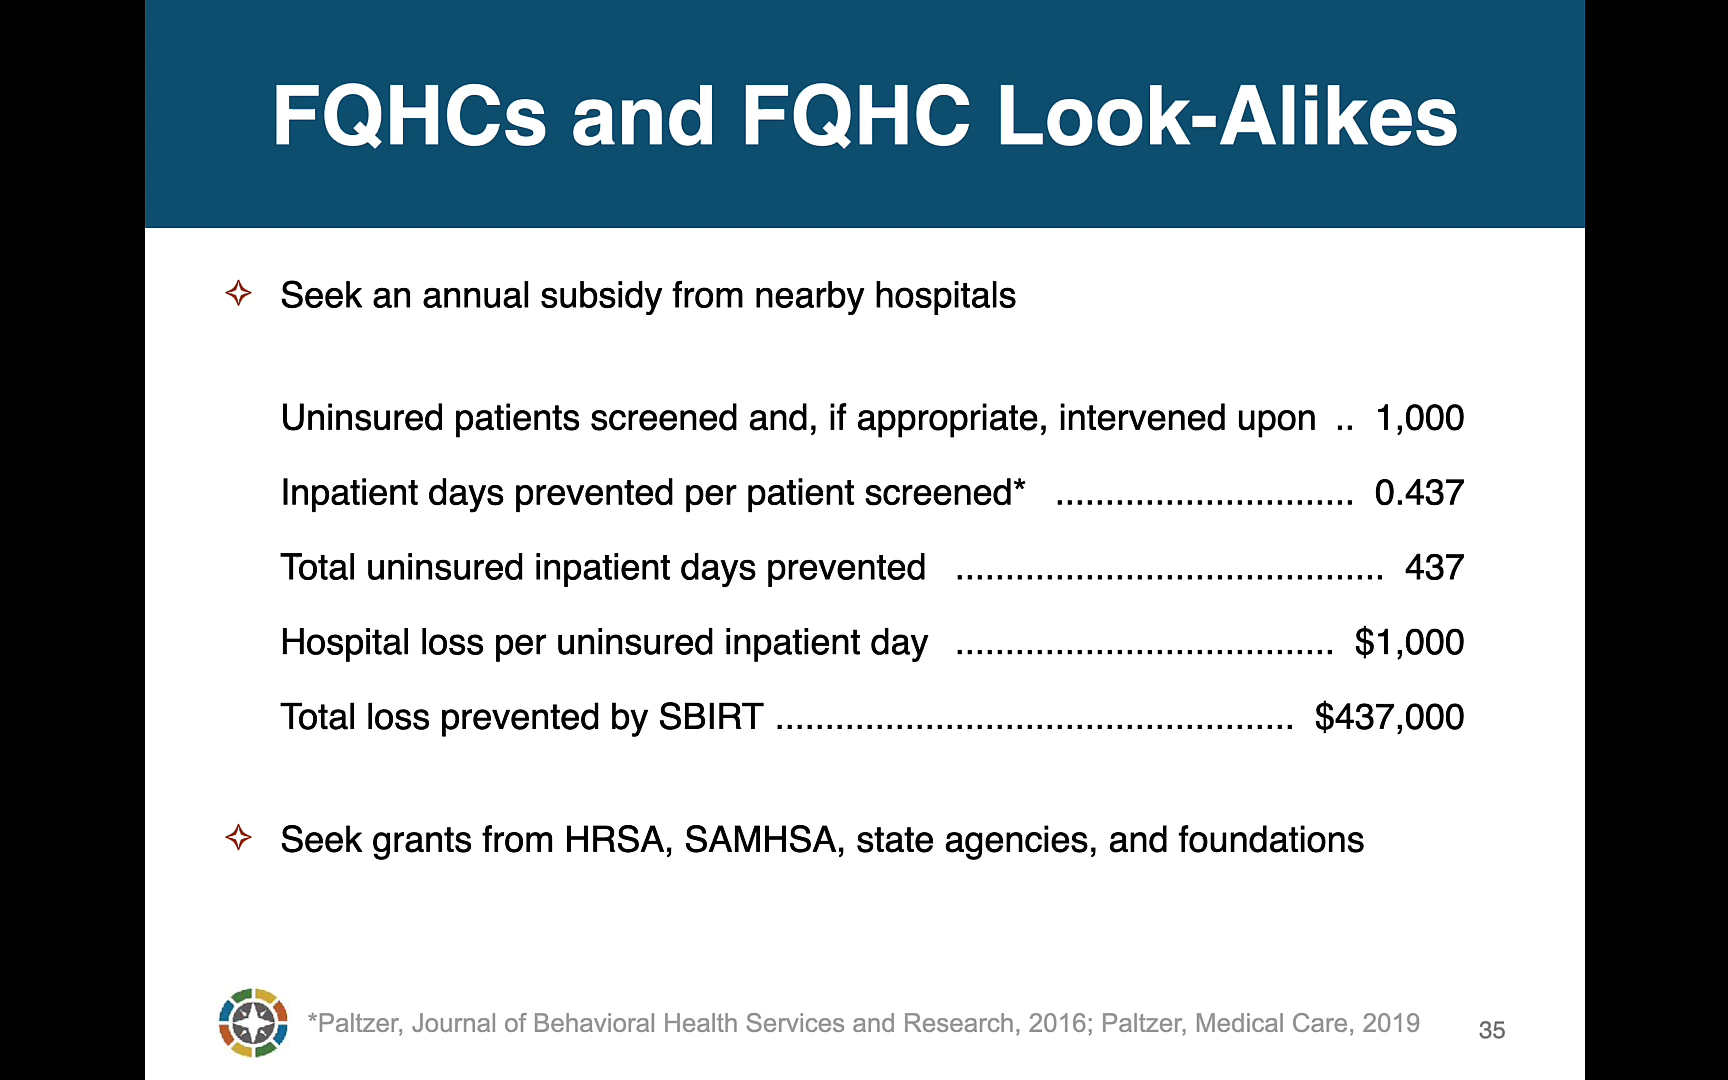 FQHCs and FQHC Look-Alikes
Seek an annual subsidy from nearby hospitals
Uninsured patients screened and, if appropriate, intervened upon .. 1,000
Inpatient days prevented per patient screened* .............................. 0.437
Total uninsured inpatient days prevented ........................................... 437
Hospital loss per uninsured inpatient day ...................................... $1,000
Total loss prevented by SBIRT .................................................... $437,000
Seek grants from HRSA, SAMHSA, state agencies, and foundations
*Paltzer, Journal of Behavioral Health Services and Research, 2016; Paltzer, Medical Care, 2019
35